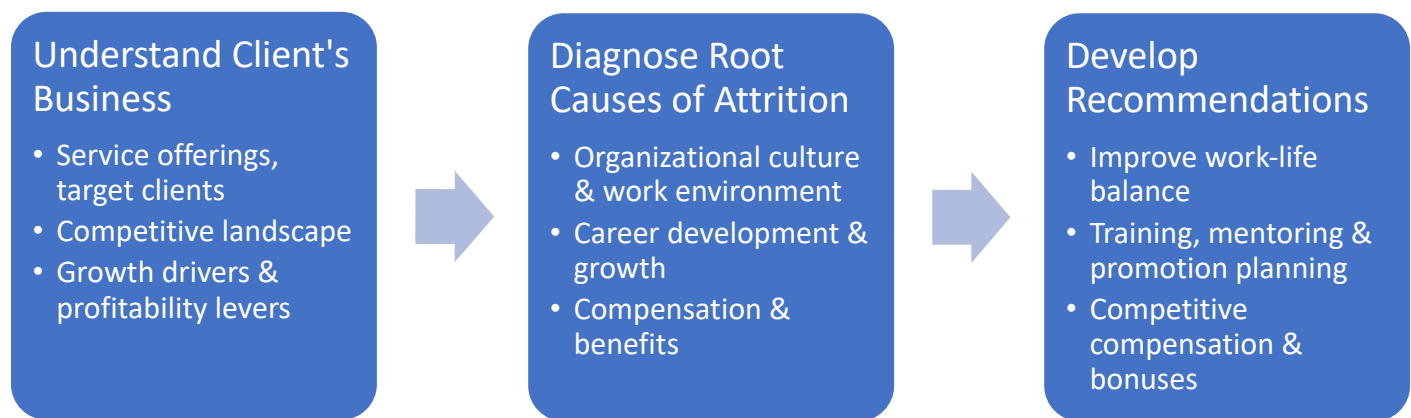 Understand Client's
Business
• Service offerings,
target clients
• Competitive landscape
• Growth drivers &
profitability levers
Diagnose Root
Causes of Attrition
• Organizational culture
& work environment
• Career development &
growth
• Compensation &
benefits
Develop
Recommendations
• Improve work-life
balance
• Training, mentoring &
promotion planning
• Competitive
compensation &
bonuses